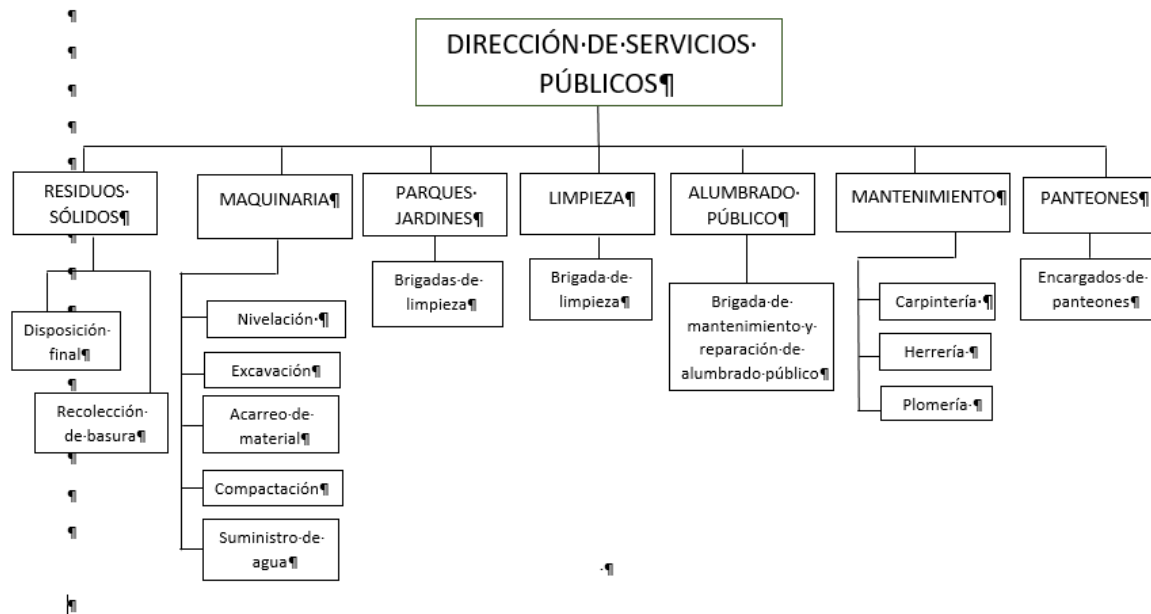 DIRECCIÓN·DE·SERVICIOS·
PÚBLICOS¶
RESIDUOS·
SÓLIDOS¶
MAQUINARIA¶
PARQUES·
JARDINES¶
LIMPIEZA¶
ALUMBRADO·
PÚBLICO¶
MANTENIMIENTO¶
PANTEONES¶
Disposición·
final¶
Recolección·
de·basura¶
Nivelación·¶
Excavación¶
Acarreo·de·
material¶
Compactación¶
Suministro·de·
agua¶
Brigadas·de·
limpieza¶
Brigada·de·
limpieza¶
Brigada·de·
mantenimiento·y·
reparación·de·
alumbrado·público¶
Carpintería·¶
Herrería·¶
Plomería·¶
Encargados·de·
panteones¶